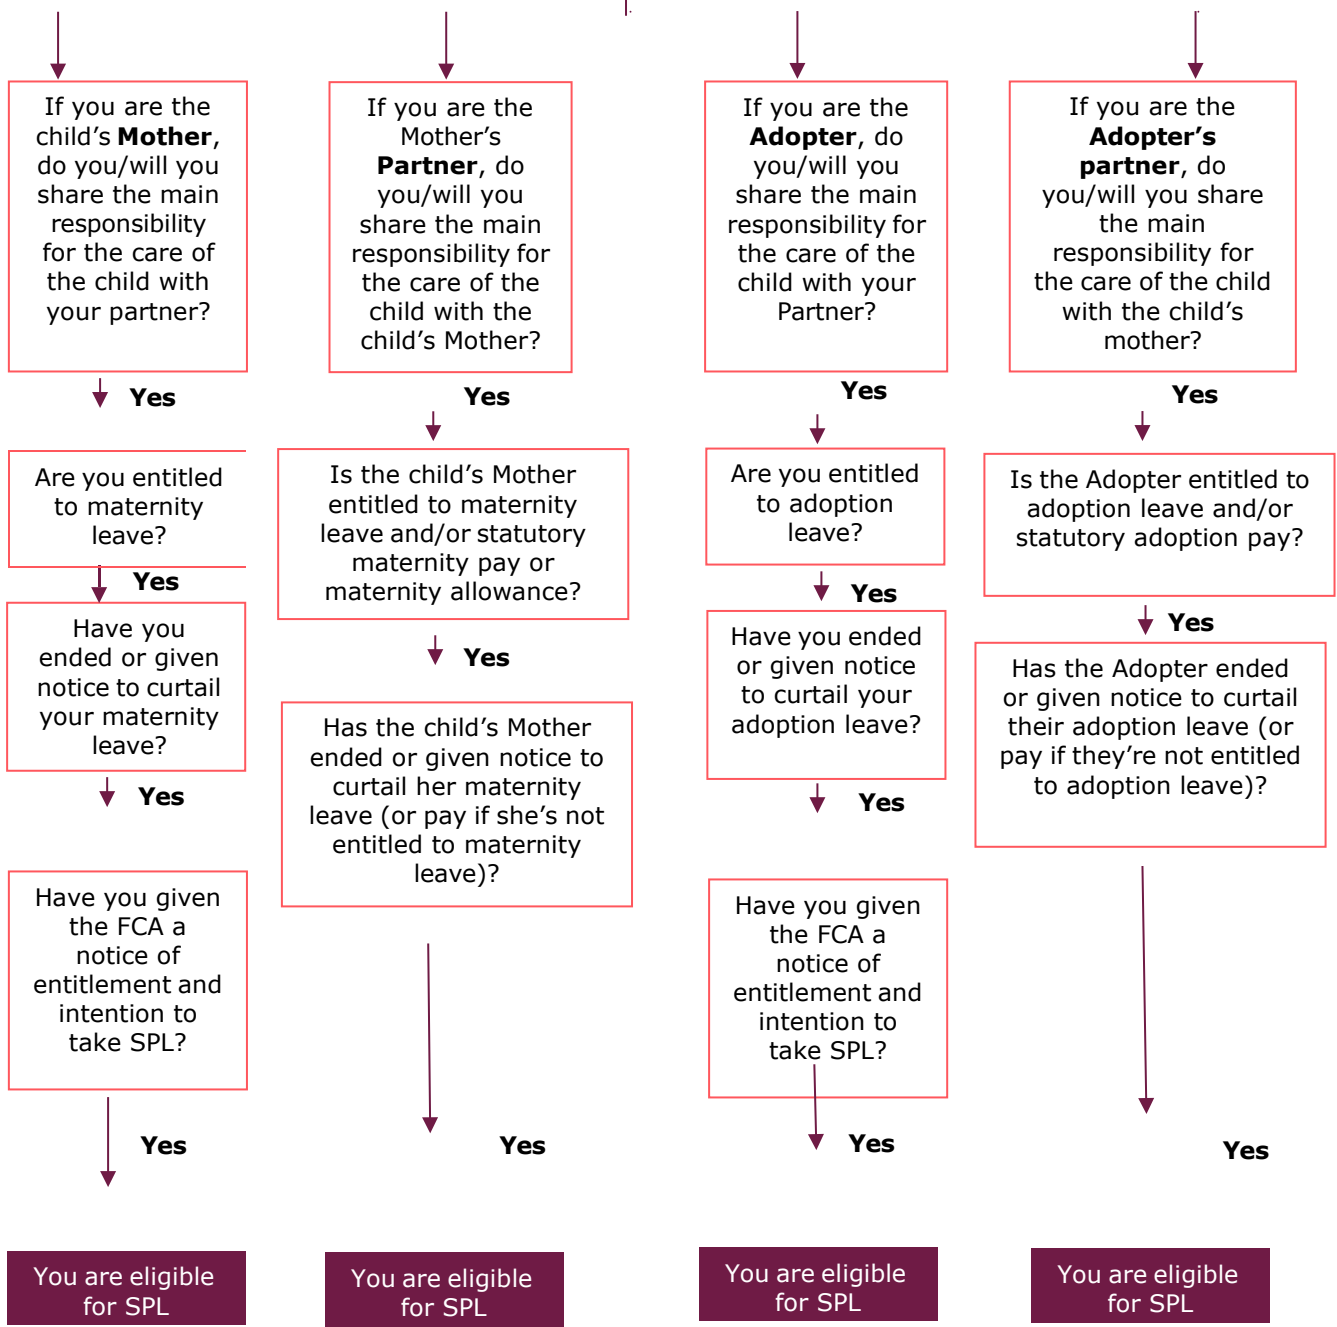 If you are the
child's Mother,
do you/will you
share the main
responsibility
for the care of
the child with
your partner?
Yes
Are you entitled
to maternity
leave?
Yes
Have you
ended or given
notice to curtail
your maternity
leave?
Yes
Have you given
the FCA a
notice of
entitlement and
intention to
take SPL?
Yes
You are eligible
for SPL
If you are the
Mother's
Partner, do
you/will you
share the main
responsibility for
the care of the
child with the
child's Mother?
Yes
Is the child's Mother
entitled to maternity
leave and/or statutory
maternity pay or
maternity allowance?
Yes
Has the child's Mother
ended or given notice to
curtail her maternity
leave (or pay if she's not
entitled to maternity
leave)?
Yes
You are eligible
for SPL
If you are the
Adopter, do
you/will you
share the main
responsibility for
the care of the
child with your
Partner?
Yes
Are you entitled
to adoption
leave?
Yes
Have you ended
or given notice
to curtail your
adoption leave?
Yes
Have you given
the FCA a
notice of
entitlement and
intention to
take SPL?
Yes
You are eligible
for SPL
If you are the
Adopter's
partner, do
you/will you share
the main
responsibility for
the care of the child
with the child's
mother?
Yes
Is the Adopter entitled to
adoption leave and/or
statutory adoption pay?
Yes
Has the Adopter ended
or given notice to curtail
their adoption leave (or
pay if they're not entitled
to adoption leave)?
Yes
You are eligible
for SPL